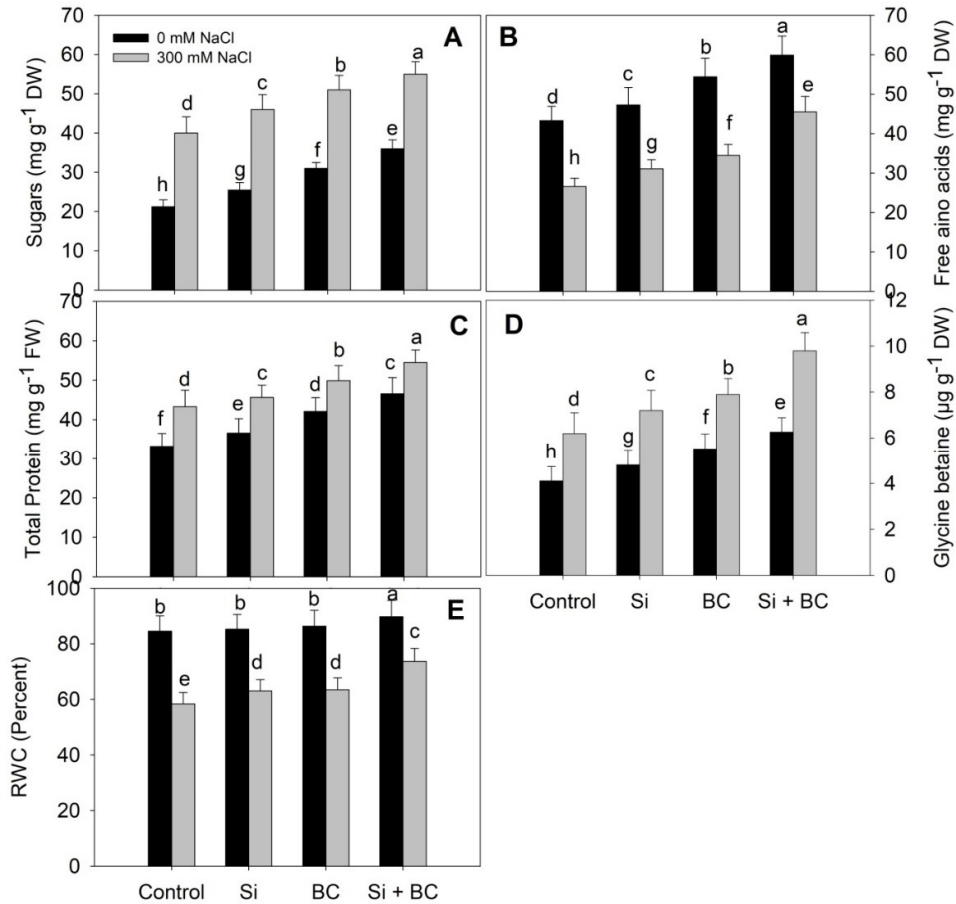 A
0 mM NaCl
300 mM NaCl
Sugars (mg g⁻¹ DW)
70
60
50
40
30
20
10
0
h d g c f b e a
B
Free aino acids (mg g⁻¹ DW)
70
60
50
40
30
20
10
0
d h c g b f a e
C
Total Protein (mg g⁻¹ FW)
70
60
50
40
30
20
10
0
f d e c d b c a
D
Glycine betaine (µg g⁻¹ DW)
12
10
8
6
4
2
0
h d g c f b e a
Control Si BC Si + BC
E
RWC (Percent)
100
80
60
40
20
0
b e b d b d a c
Control Si BC Si + BC